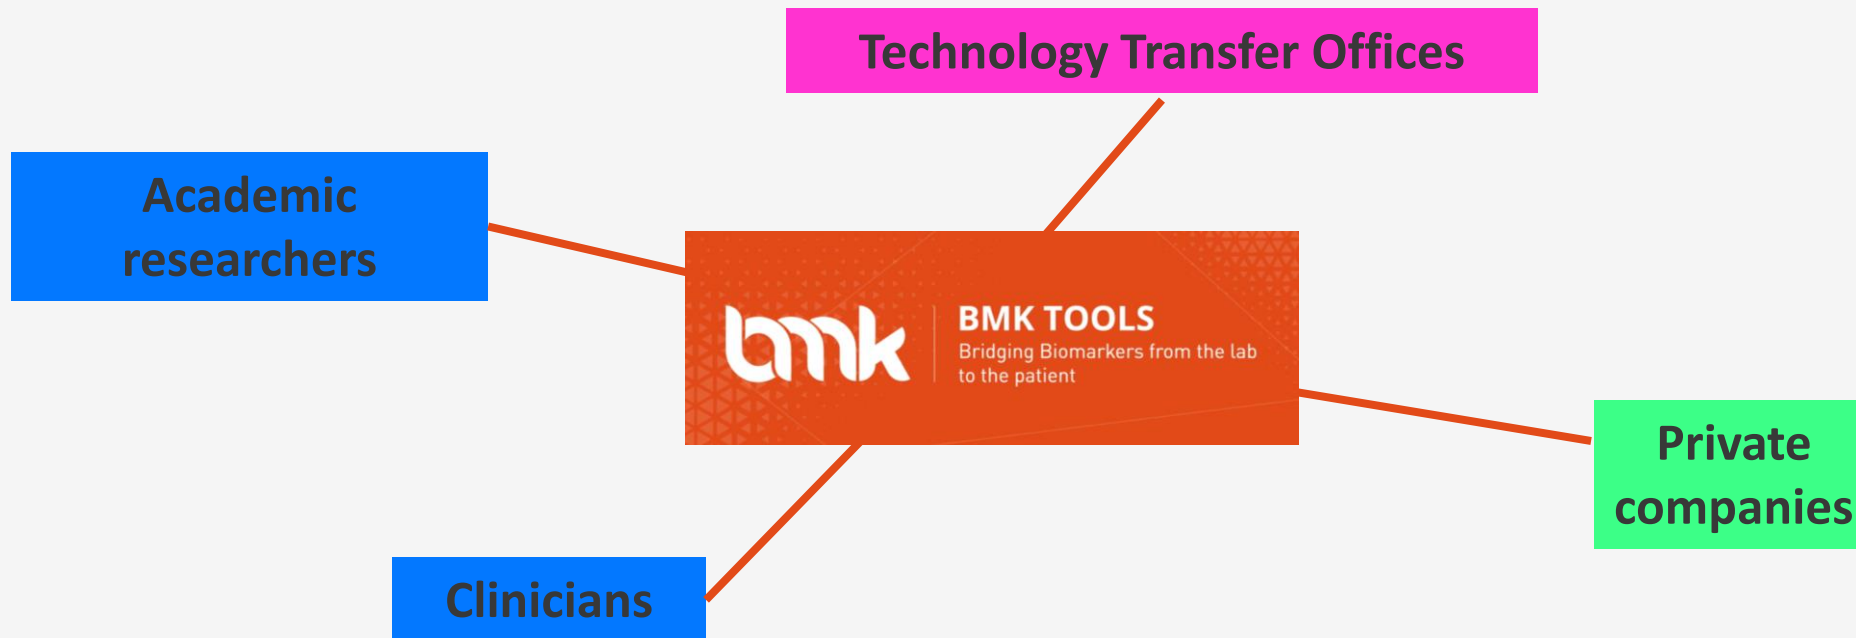 Technology Transfer Offices
Academic
researchers
bmk
BMK TOOLS
Bridging Biomarkers from the lab
to the patient
Private
companies
Clinicians